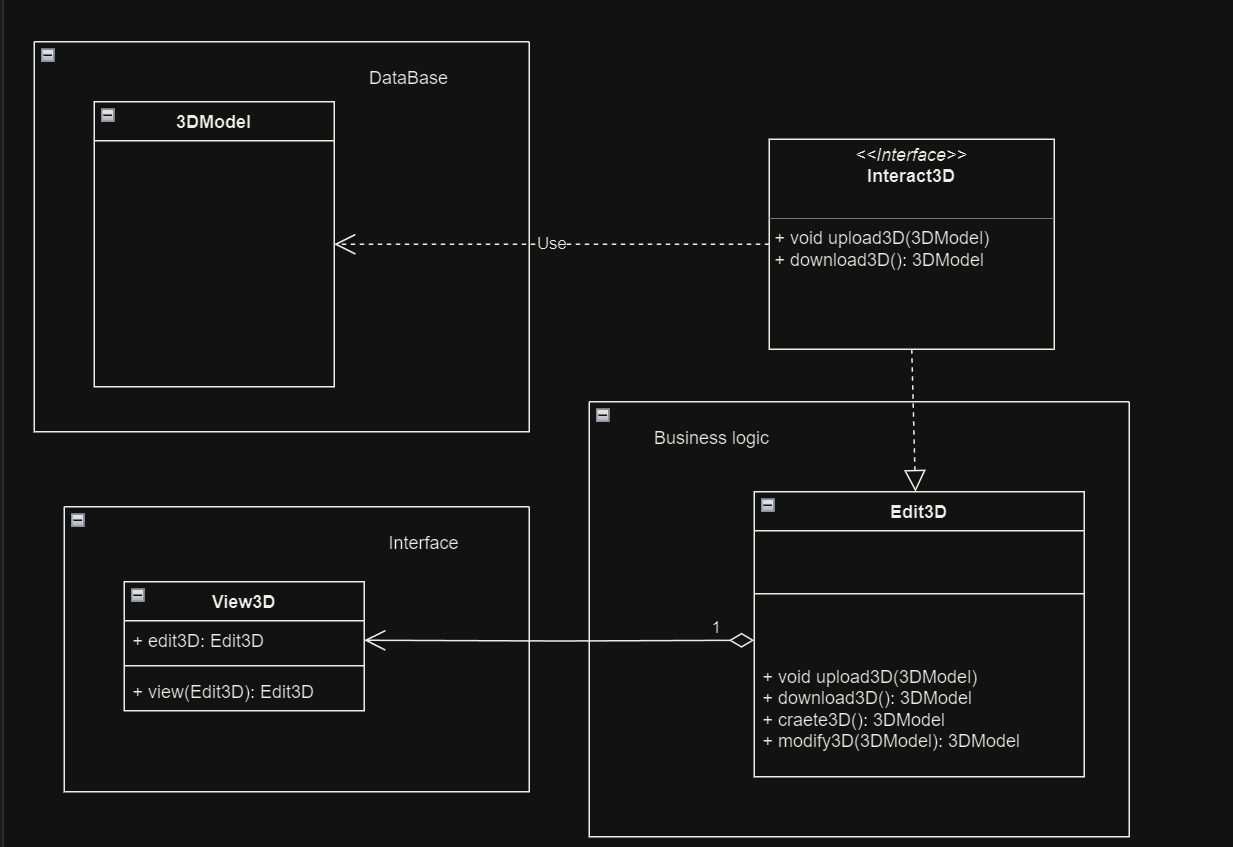 DataBase
3DModel
<<Interface>>
Interact3D
+ void upload3D(3DModel)
+ download3D(): 3DModel
Use
Business logic
Edit3D
Interface
View3D
+ edit3D: Edit3D
+ view(Edit3D): Edit3D
1
+ void upload3D(3DModel)
+ download3D(): 3DModel
+ craete3D(): 3DModel
+ modify3D(3DModel): 3DModel